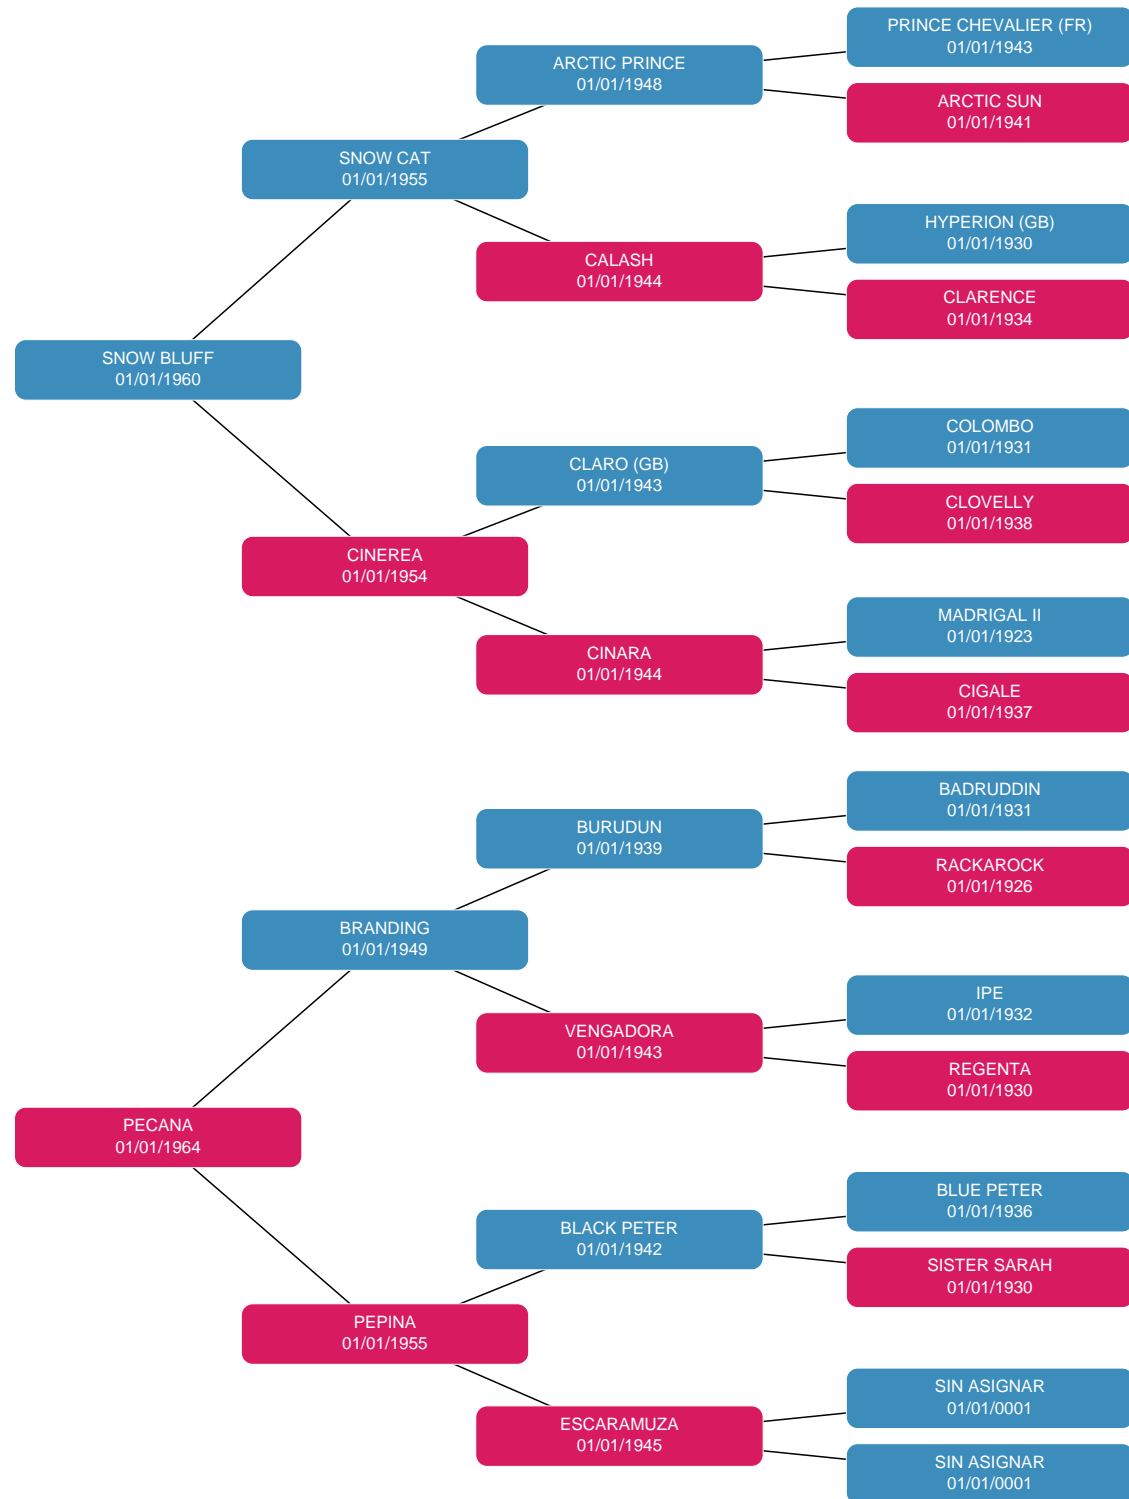 PRINCE CHEVALIER (FR)
01/01/1943
ARCTIC PRINCE
01/01/1948
ARCTIC SUN
01/01/1941
SNOW CAT
01/01/1955
HYPERION (GB)
01/01/1930
CALASH
01/01/1944
CLARENCE
01/01/1934
SNOW BLUFF
01/01/1960
COLOMBO
01/01/1931
CLARO (GB)
01/01/1943
CLOVELLY
01/01/1938
CINEREA
01/01/1954
MADRIGAL II
01/01/1923
CINARA
01/01/1944
CIGALE
01/01/1937
BADRUDDIN
01/01/1931
BURUDUN
01/01/1939
RACKAROCK
01/01/1926
BRANDING
01/01/1949
IPE
01/01/1932
VENGADORA
01/01/1943
REGENTA
01/01/1930
PECANA
01/01/1964
BLUE PETER
01/01/1936
BLACK PETER
01/01/1942
SISTER SARAH
01/01/1930
PEPINA
01/01/1955
SIN ASIGNAR
01/01/0001
ESCARAMUZA
01/01/1945
SIN ASIGNAR
01/01/0001